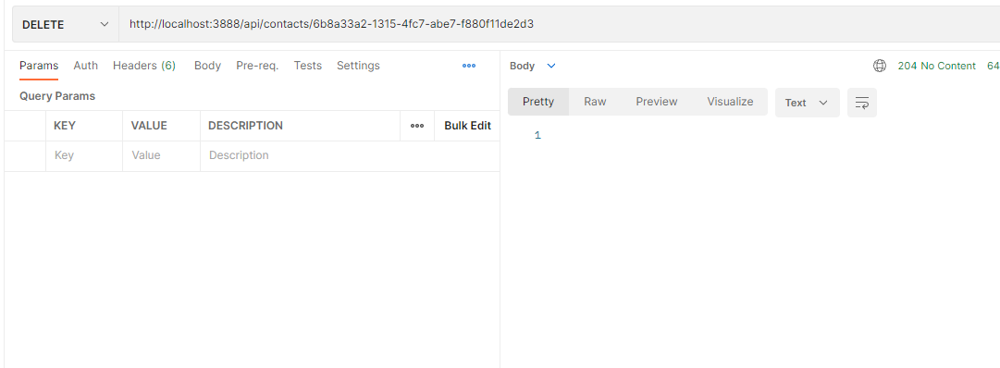 DELETE http://localhost:3888/api/contacts/6b8a33a2-1315-4fc7-abe7-f880f11de2d3
Params Auth Headers (6) Body Pre-req. Tests Settings
Query Params
KEY VALUE DESCRIPTION Bulk Edit
Key Value Description
Body 204 No Content 64
Pretty Raw Preview Visualize Text
1